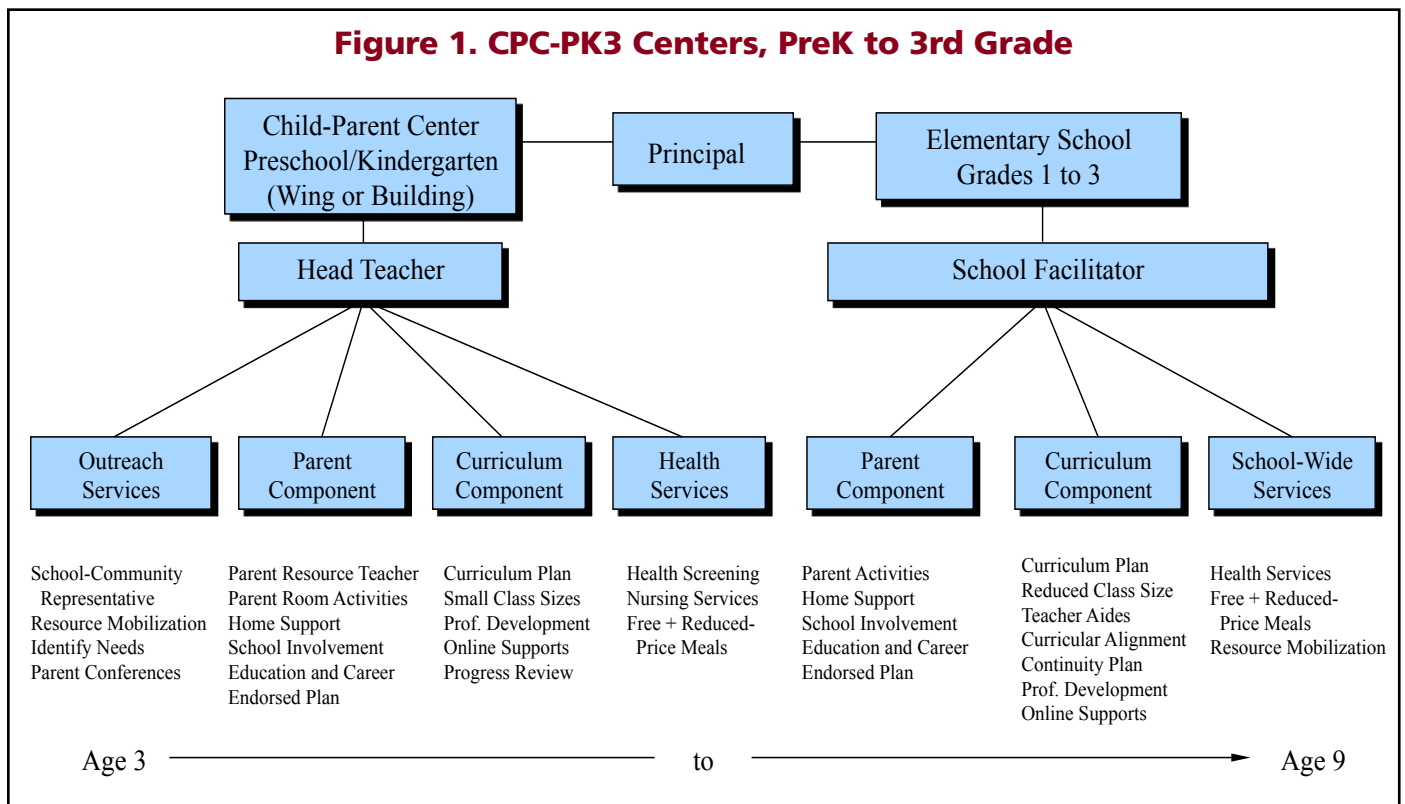 Figure 1. CPC-PK3 Centers, PreK to 3rd Grade
Child-Parent Center
Preschool/Kindergarten
(Wing or Building)
Principal
Elementary School
Grades 1 to 3
Head Teacher
School Facilitator
Outreach
Services
Parent
Component
Curriculum
Component
Health
Services
Parent
Component
Curriculum
Component
School-Wide
Services
School-Community
Representative
Resource Mobilization
Identify Needs
Parent Conferences
Parent Resource Teacher
Parent Room Activities
Home Support
School Involvement
Education and Career
Endorsed Plan
Curriculum Plan
Small Class Sizes
Prof. Development
Online Supports
Progress Review
Health Screening
Nursing Services
Free + Reduced-
Price Meals
Parent Activities
Home Support
School Involvement
Education and Career
Endorsed Plan
Curriculum Plan
Reduced Class Size
Teacher Aides
Curricular Alignment
Continuity Plan
Prof. Development
Online Supports
Health Services
Free + Reduced-
Price Meals
Resource Mobilization
Age 3 to Age 9